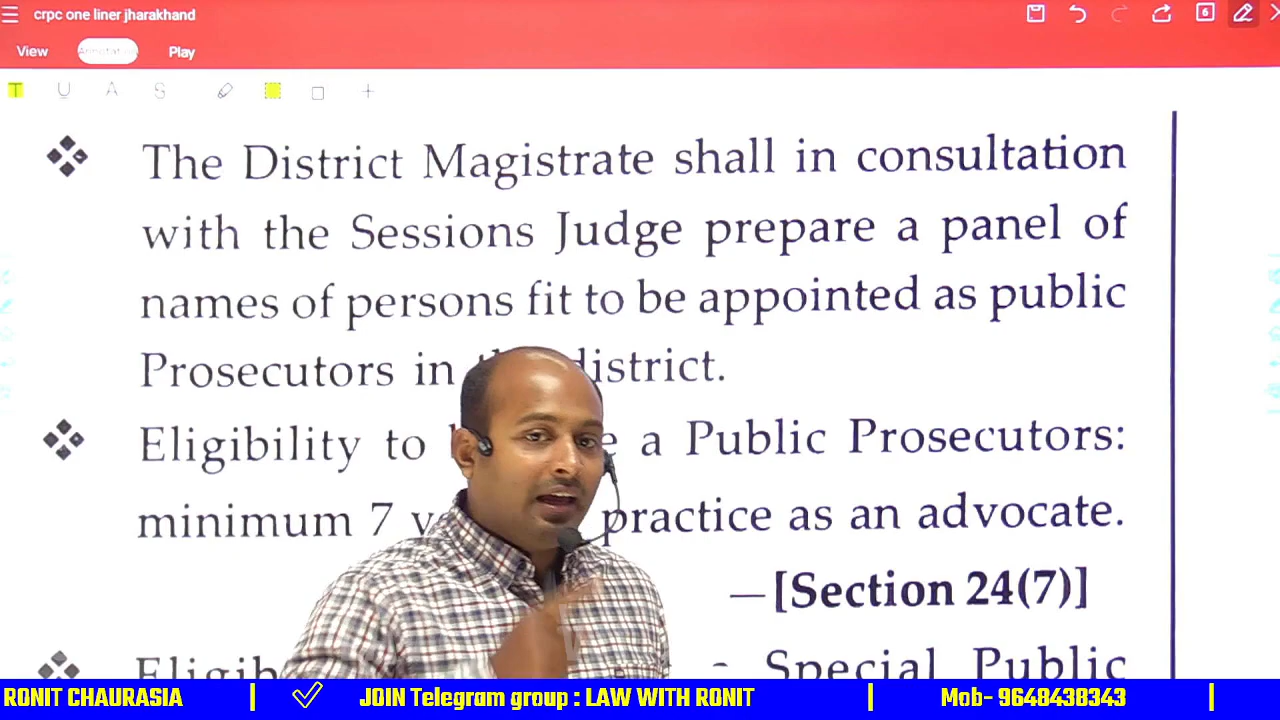 crpc one liner jharakhand
6
View Annotation Play
T U A S
The District Magistrate shall in consultation
with the Sessions Judge prepare a panel of
names of persons fit to be appointed as public
Prosecutors in district.
Eligibility to a Public Prosecutors:
minimum 7 practice as an advocate.
—[Section 24(7)]
Special Public
RONIT CHAURASIA | JOIN Telegram group : LAW WITH RONIT | Mob- 9648438343 |